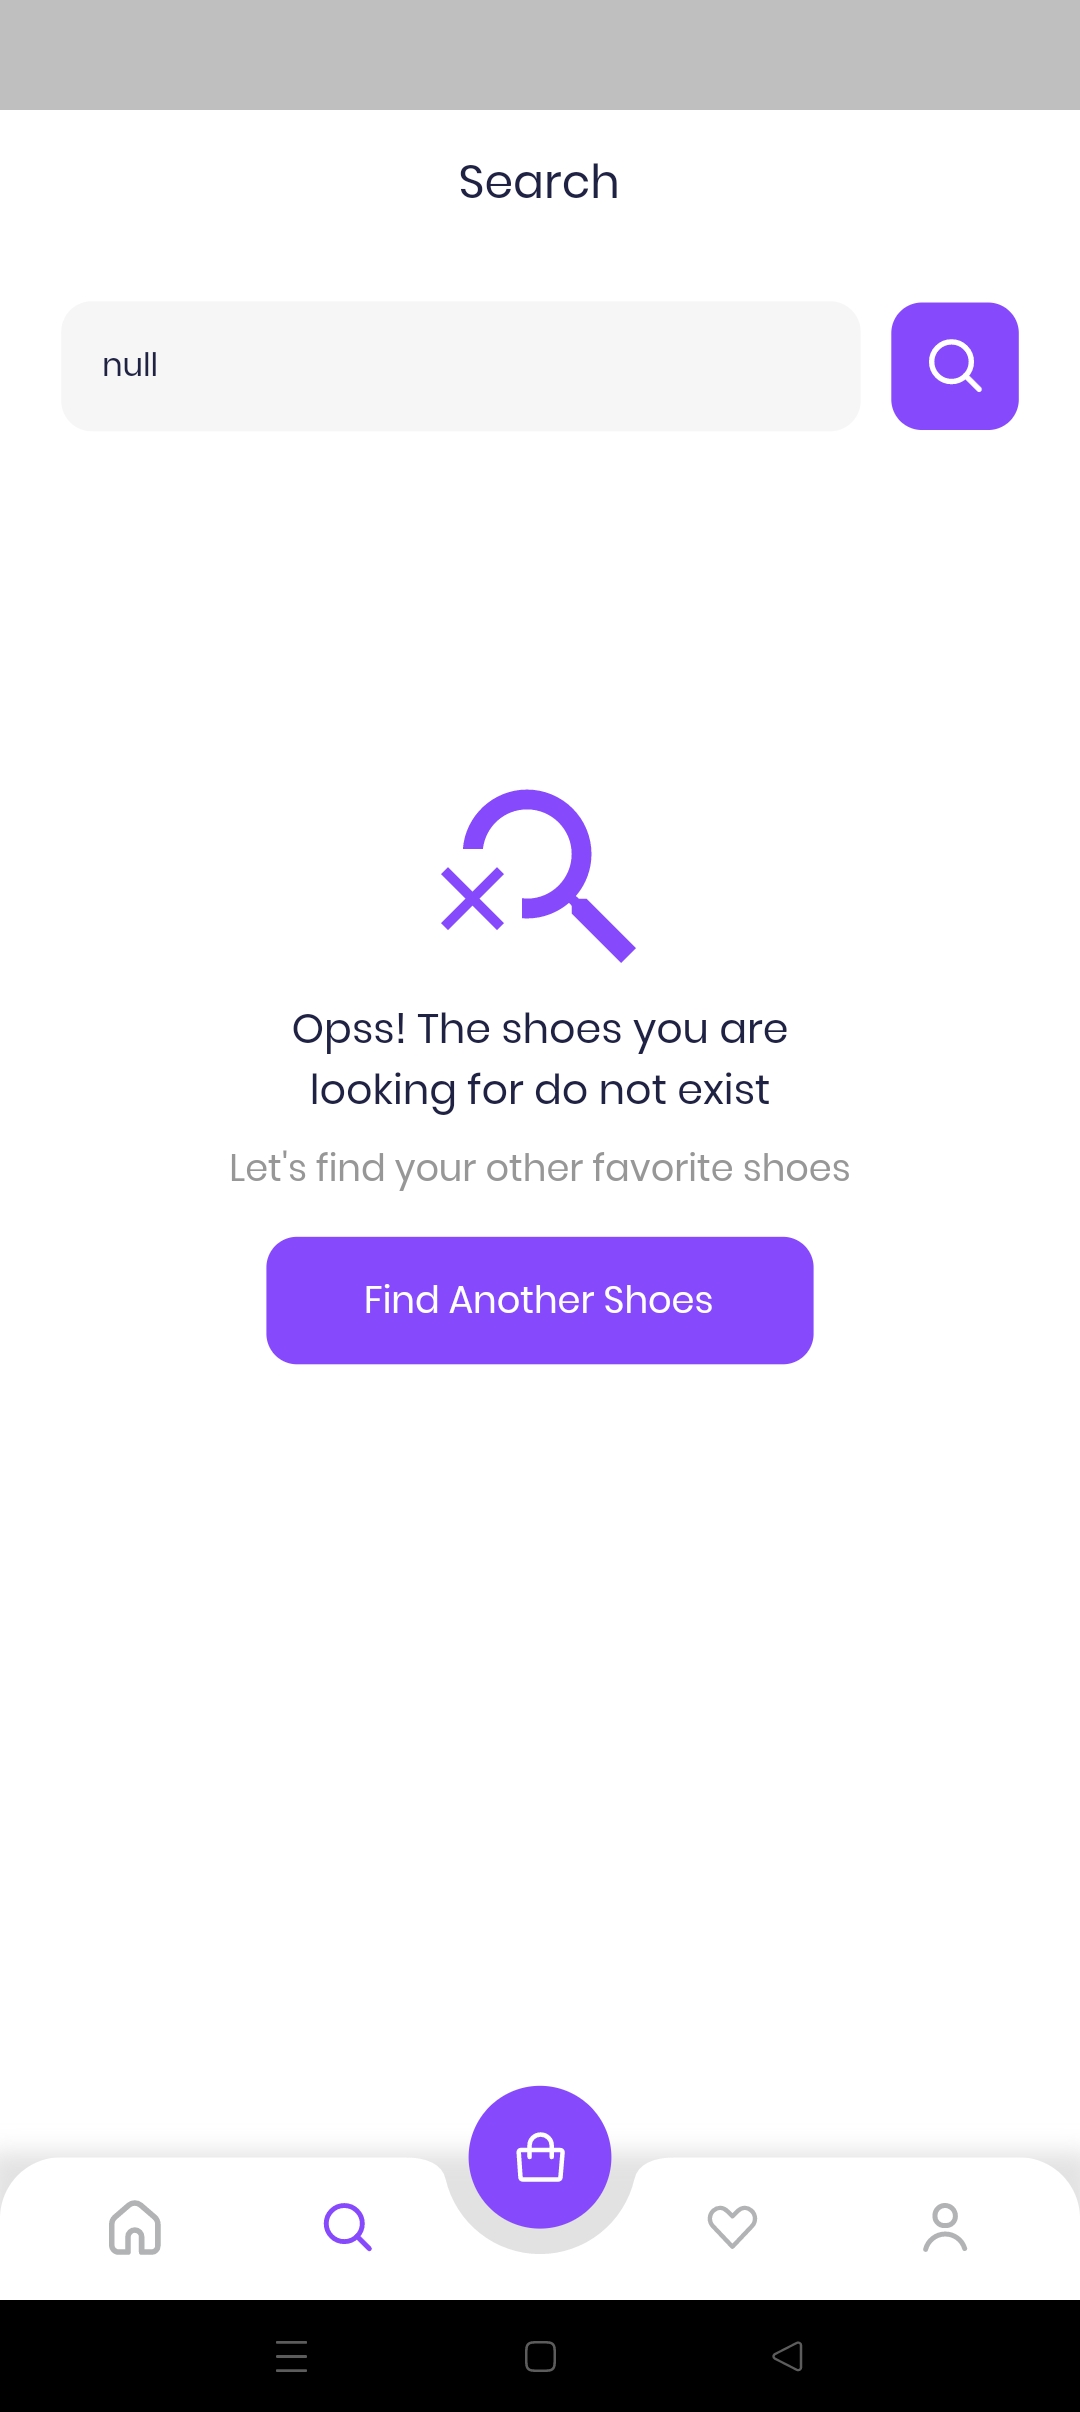 Search
null
Opss! The shoes you are
looking for do not exist
Let's find your other favorite shoes
Find Another Shoes